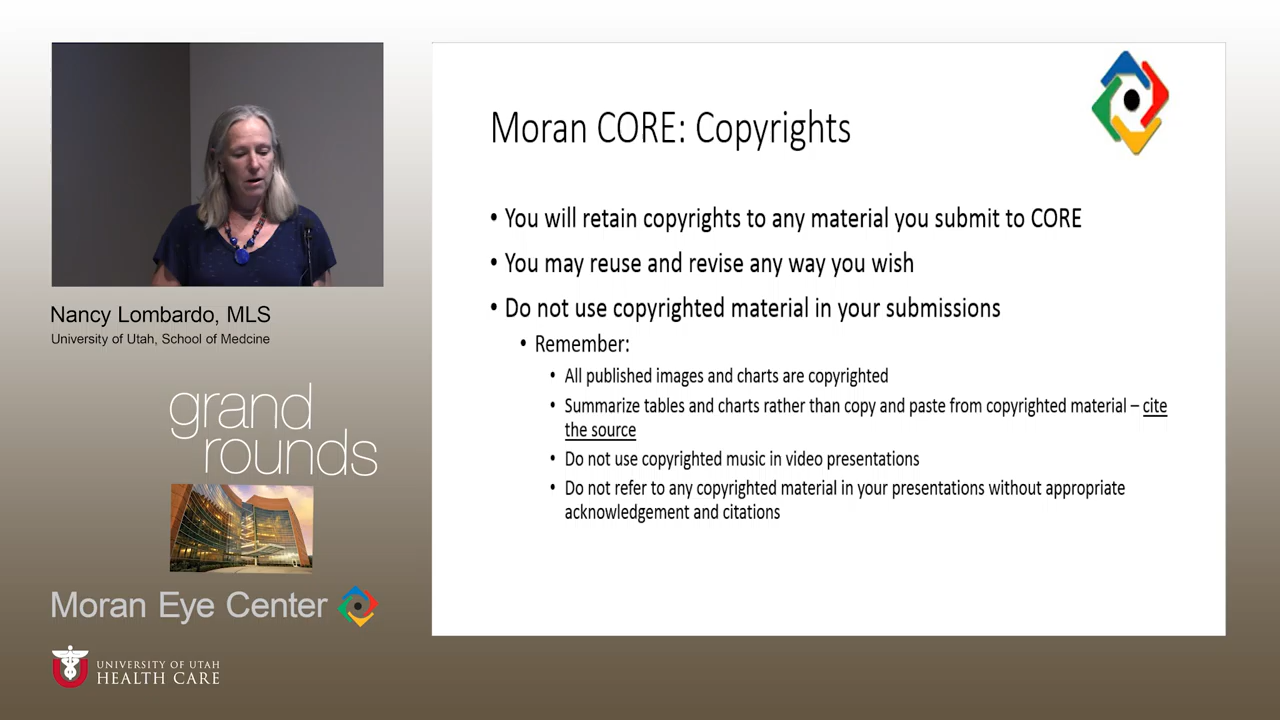 Moran CORE: Copyrights
• You will retain copyrights to any material you submit to CORE
• You may reuse and revise any way you wish
• Do not use copyrighted material in your submissions
• Remember:
• All published images and charts are copyrighted
• Summarize tables and charts rather than copy and paste from copyrighted material – cite
the source
• Do not use copyrighted music in video presentations
• Do not refer to any copyrighted material in your presentations without appropriate
acknowledgement and citations
Nancy Lombardo, MLS
University of Utah, School of Medcine
grand
rounds
Moran Eye Center
UNIVERSITY OF UTAH
HEALTH CARE